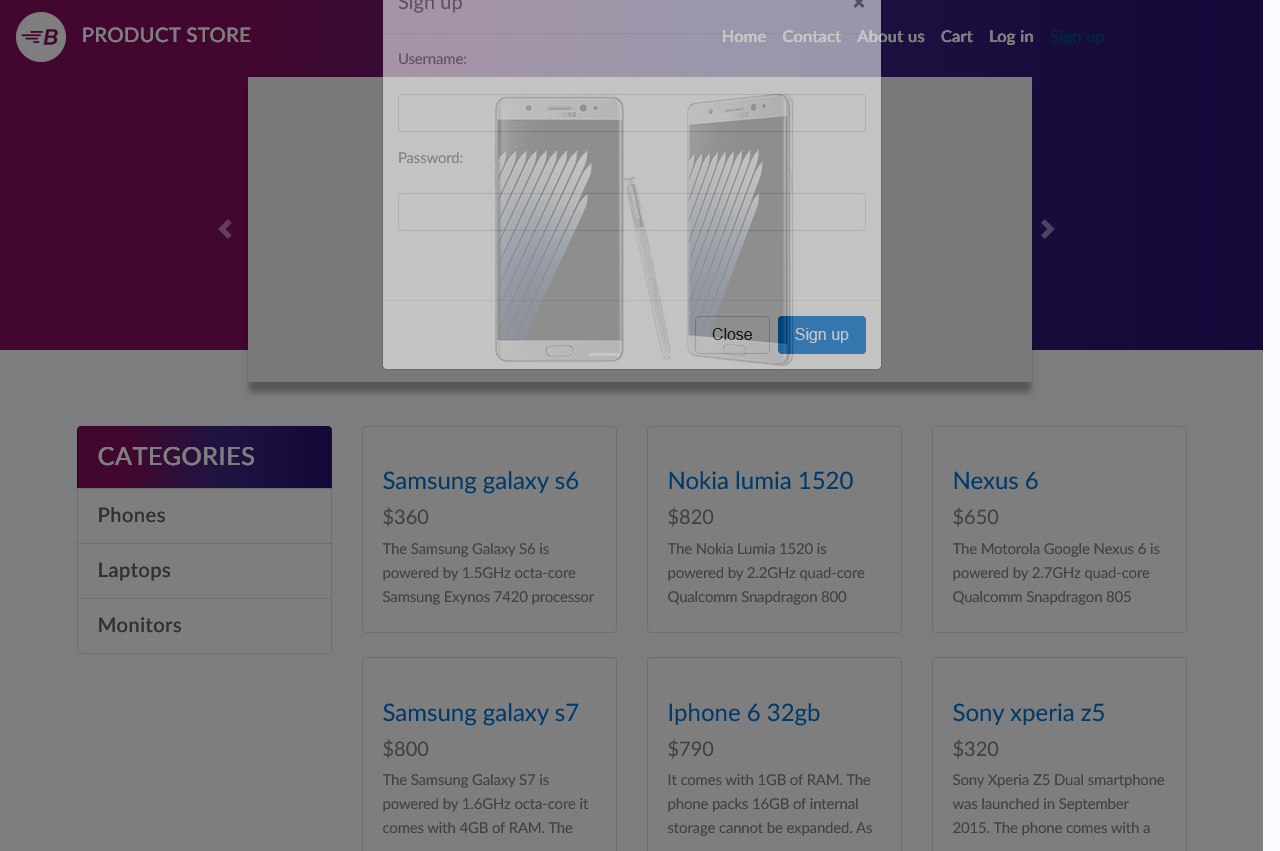 Sign up ×
B PRODUCT STORE Home Contact About us Cart Log in Sign up
Username:
SAMSUNG SAMSUNG
Password:
Close Sign up
CATEGORIES
Phones
Laptops
Monitors
Samsung galaxy s6
$360
The Samsung Galaxy S6 is
powered by 1.5GHz octa-core
Samsung Exynos 7420 processor
Nokia lumia 1520
$820
The Nokia Lumia 1520 is
powered by 2.2GHz quad-core
Qualcomm Snapdragon 800
Nexus 6
$650
The Motorola Google Nexus 6 is
powered by 2.7GHz quad-core
Qualcomm Snapdragon 805
Samsung galaxy s7
$800
The Samsung Galaxy S7 is
powered by 1.6GHz octa-core it
comes with 4GB of RAM. The
Iphone 6 32gb
$790
It comes with 1GB of RAM. The
phone packs 16GB of internal
storage cannot be expanded. As
Sony xperia z5
$320
Sony Xperia Z5 Dual smartphone
was launched in September
2015. The phone comes with a